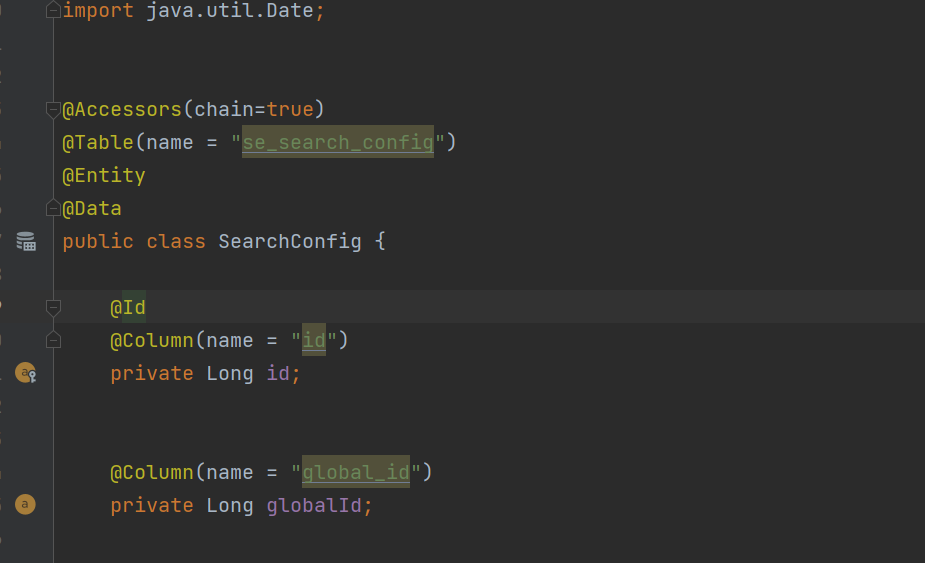 import java.util.Date;
@Accessors(chain=true)
@Table(name = "se_search_config")
@Entity
@Data
public class SearchConfig {
@Id
@Column(name = "id")
private Long id;
@Column(name = "global_id")
private Long globalId;